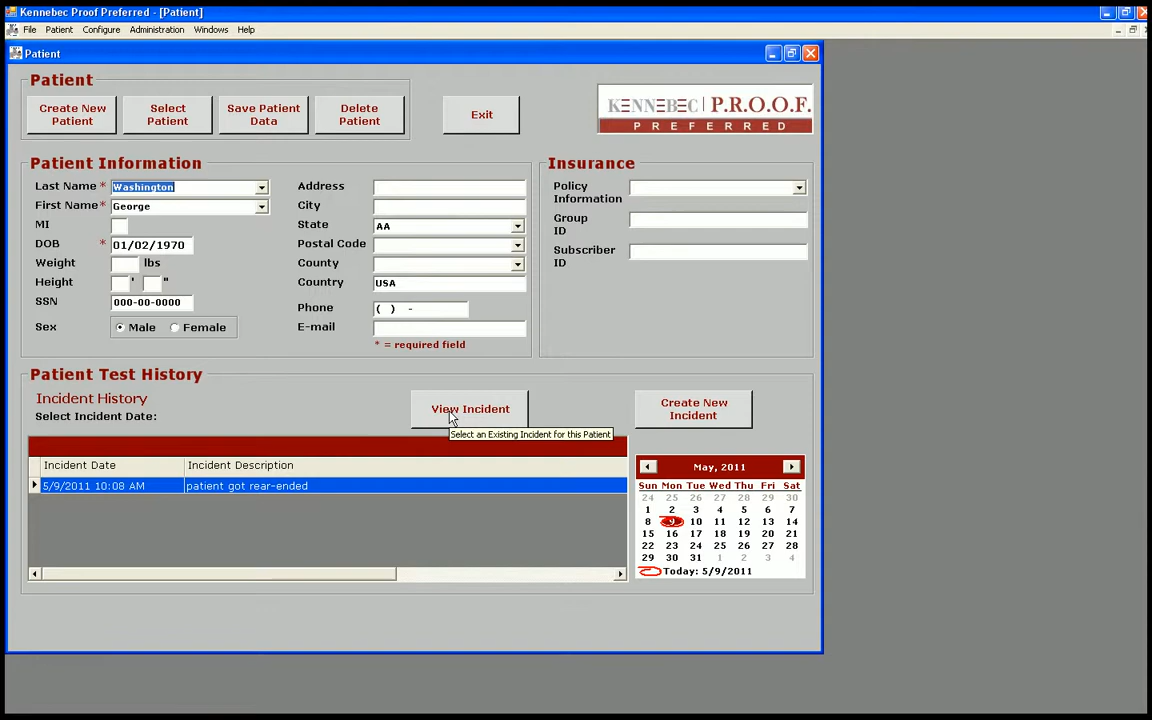 Kennebec Proof Preferred - [Patient]
File Patient Configure Administration Windows Help
Patient
Patient
Create New Patient
Select Patient
Save Patient Data
Delete Patient
Exit
KENNEBEC | P.R.O.O.F.
PREFERRED
Patient Information
Last Name * Washington
First Name * George
MI
DOB * 01/02/1970
Weight lbs
Height ' "
SSN 000-00-0000
Sex Male Female
Address
City
State AA
Postal Code
County
Country USA
Phone ( ) -
E-mail
* = required field
Insurance
Policy Information
Group ID
Subscriber ID
Patient Test History
Incident History
Select Incident Date:
View Incident
Create New Incident
Select an Existing Incident for this Patient
Incident Date Incident Description
5/9/2011 10:08 AM patient got rear-ended
May, 2011
Sun Mon Tue Wed Thu Fri Sat
24 25 26 27 28 29 30
1 2 3 4 5 6 7
8 9 10 11 12 13 14
15 16 17 18 19 20 21
22 23 24 25 26 27 28
29 30 31 1 2 3 4
Today: 5/9/2011